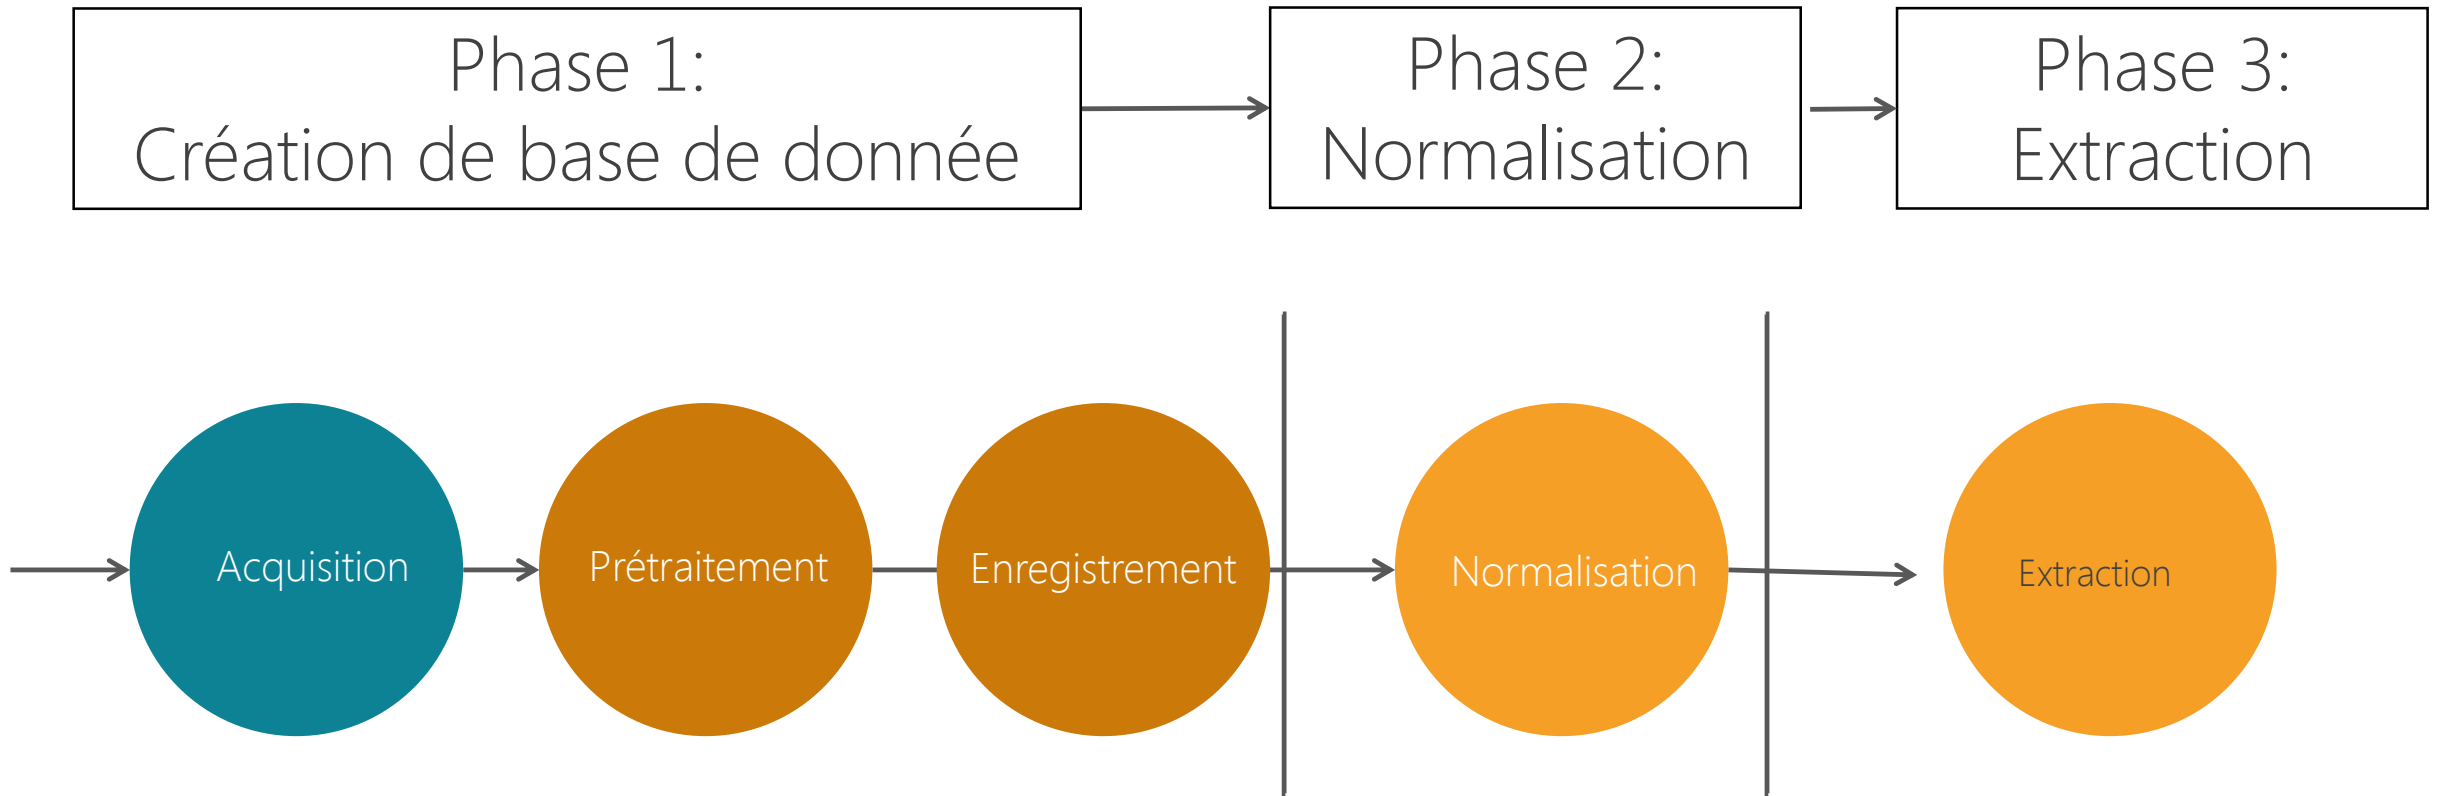 Phase 1:
Création de base de donnée
Phase 2:
Normalisation
Phase 3:
Extraction
Acquisition
Prétraitement
Enregistrement
Normalisation
Extraction